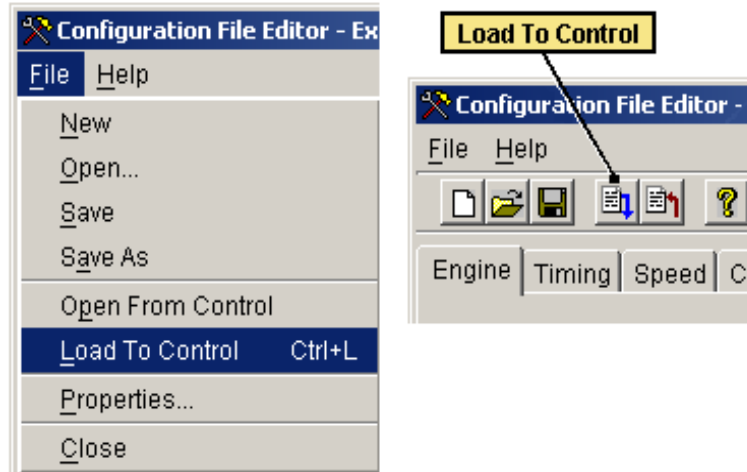 Configuration File Editor - Ex
File Help
New
Open...
Save
Save As
Open From Control
Load To Control Ctrl+L
Properties...
Close
Load To Control
Configuration File Editor -
File Help
?
Engine Timing Speed C